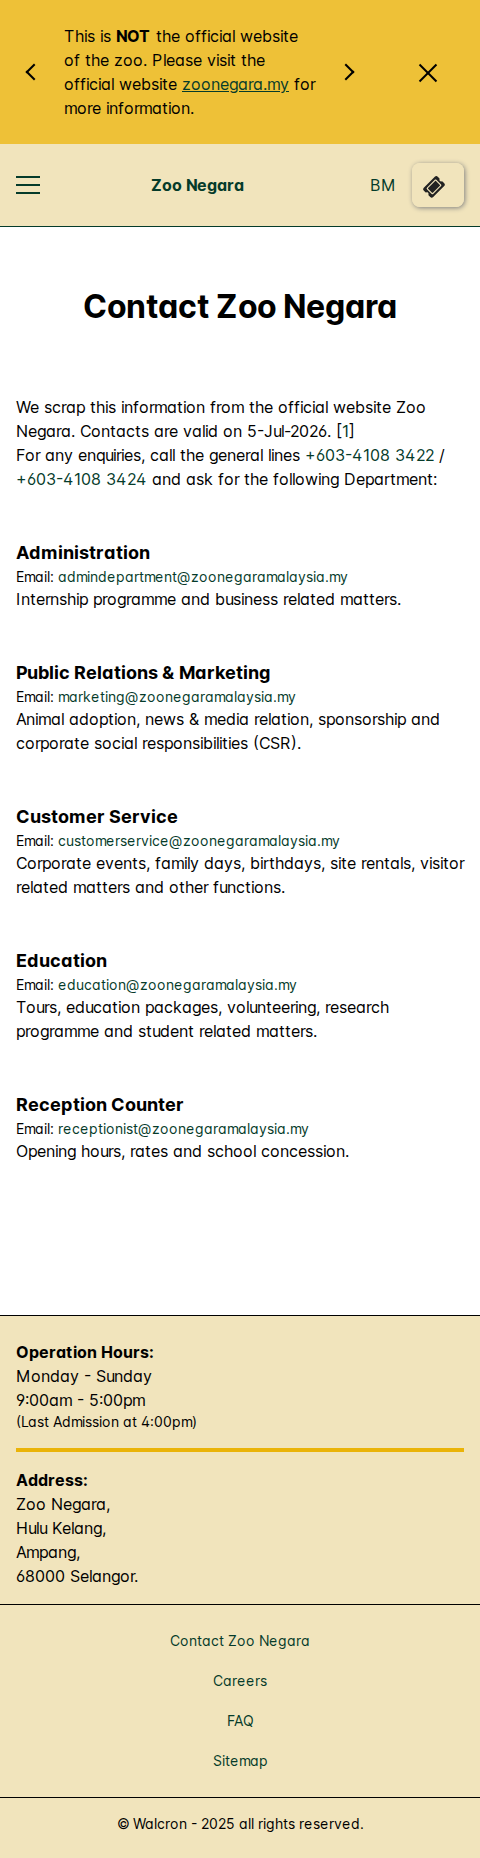 This is NOT the official website
of the zoo. Please visit the
official website zoonegara.my for
more information.
Zoo Negara
BM
Contact Zoo Negara
We scrap this information from the official website Zoo
Negara. Contacts are valid on 5-Jul-2026. [1]
For any enquiries, call the general lines +603-4108 3422 /
+603-4108 3424 and ask for the following Department:
Administration
Email: admindepartment@zoonegaramalaysia.my
Internship programme and business related matters.
Public Relations & Marketing
Email: marketing@zoonegaramalaysia.my
Animal adoption, news & media relation, sponsorship and
corporate social responsibilities (CSR).
Customer Service
Email: customerservice@zoonegaramalaysia.my
Corporate events, family days, birthdays, site rentals, visitor
related matters and other functions.
Education
Email: education@zoonegaramalaysia.my
Tours, education packages, volunteering, research
programme and student related matters.
Reception Counter
Email: receptionist@zoonegaramalaysia.my
Opening hours, rates and school concession.
Operation Hours:
Monday - Sunday
9:00am - 5:00pm
(Last Admission at 4:00pm)
Address:
Zoo Negara,
Hulu Kelang,
Ampang,
68000 Selangor.
Contact Zoo Negara
Careers
FAQ
Sitemap
© Walcron - 2025 all rights reserved.